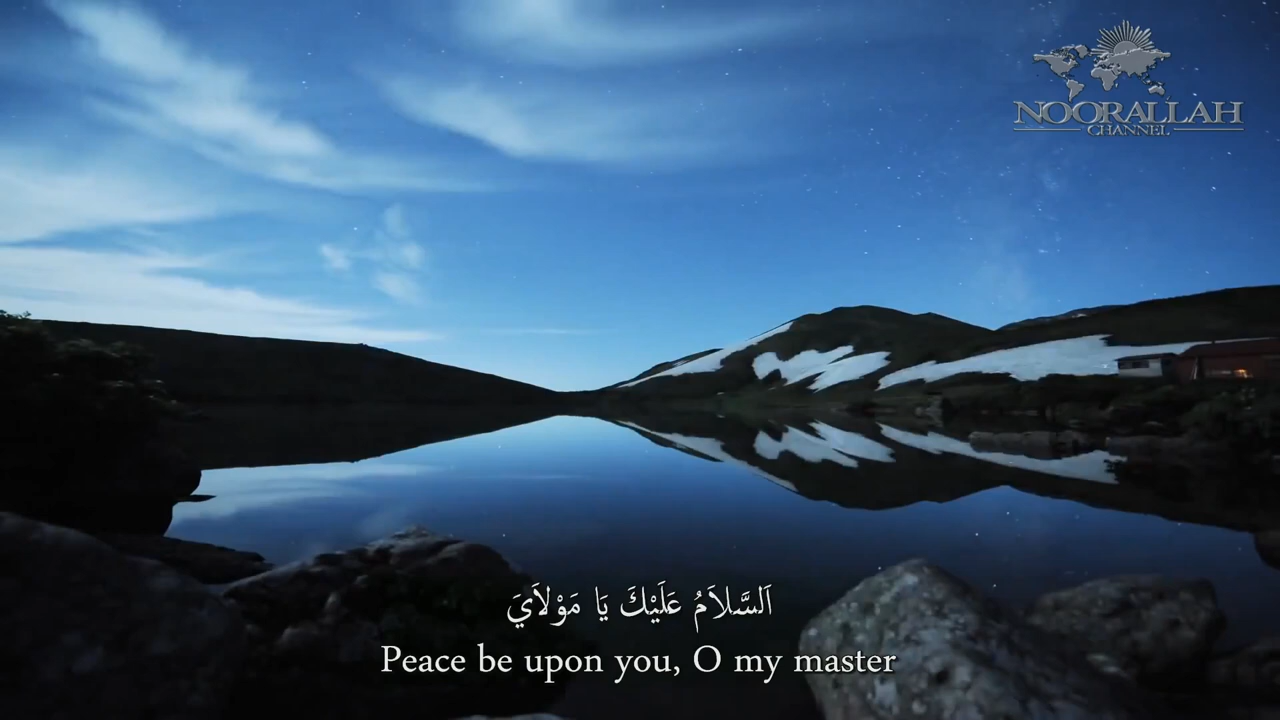 NOORALLAH
CHANNEL
اَلسَّلاَمُ عَلَيْكَ يَا مَوْلاَيَ
Peace be upon you, O my master